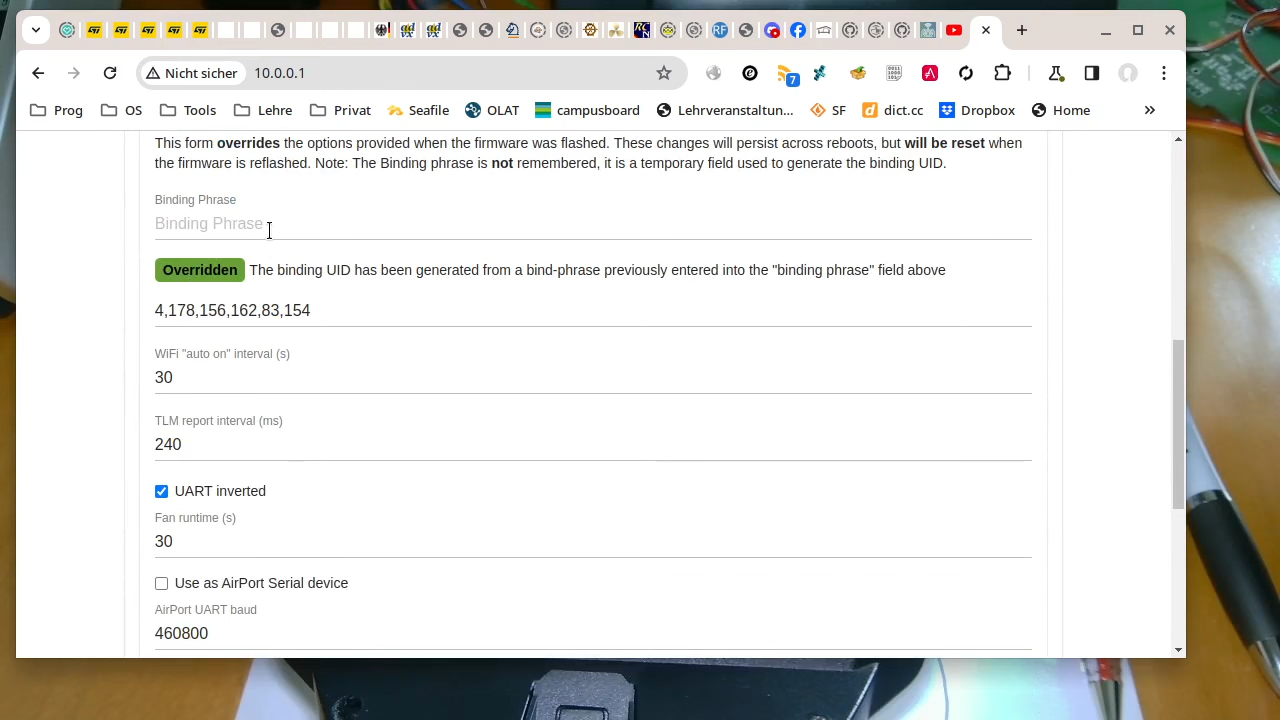 Nicht sicher
10.0.0.1
7
Prog
OS
Tools
Lehre
Privat
Seafile
OLAT
campusboard
Lehrveranstaltun...
SF
dict.cc
Dropbox
Home
»
This form overrides the options provided when the firmware was flashed. These changes will persist across reboots, but will be reset when
the firmware is reflashed. Note: The Binding phrase is not remembered, it is a temporary field used to generate the binding UID.
Binding Phrase
Binding Phrase
Overridden The binding UID has been generated from a bind-phrase previously entered into the "binding phrase" field above
4,178,156,162,83,154
WiFi "auto on" interval (s)
30
TLM report interval (ms)
240
UART inverted
Fan runtime (s)
30
Use as AirPort Serial device
AirPort UART baud
460800